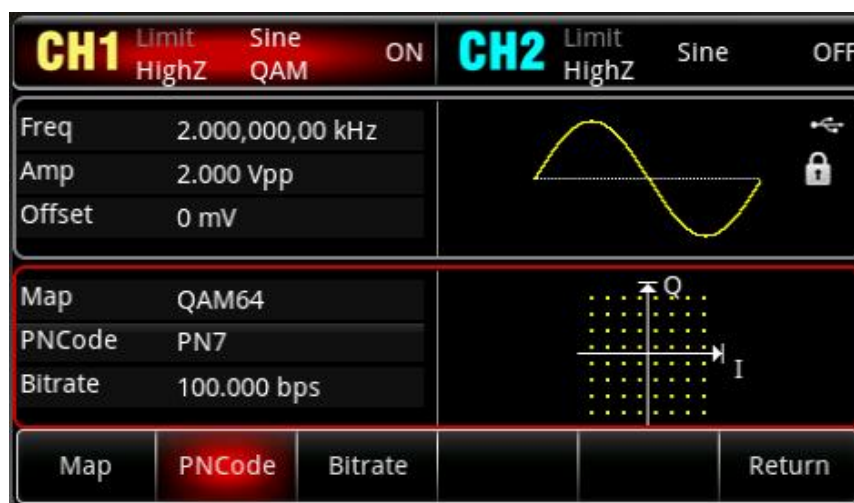 CH1 Limit Sine ON CH2 Limit Sine OFF
HighZ QAM HighZ
Freq 2.000,000,00 kHz
Amp 2.000 Vpp
Offset 0 mV
Map QAM64 Q
PNCode PN7
Bitrate 100.000 bps I
Map PNCode Bitrate Return